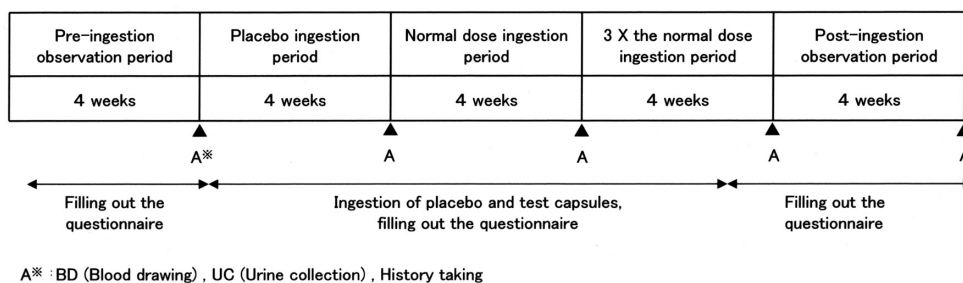 Pre-ingestion
observation period
Placebo ingestion
period
Normal dose ingestion
period
3 X the normal dose
ingestion period
Post-ingestion
observation period
4 weeks
4 weeks
4 weeks
4 weeks
4 weeks
A※
A
A
A
A
Filling out the
questionnaire
Ingestion of placebo and test capsules,
filling out the questionnaire
Filling out the
questionnaire
A※ : BD (Blood drawing) , UC (Urine collection) , History taking